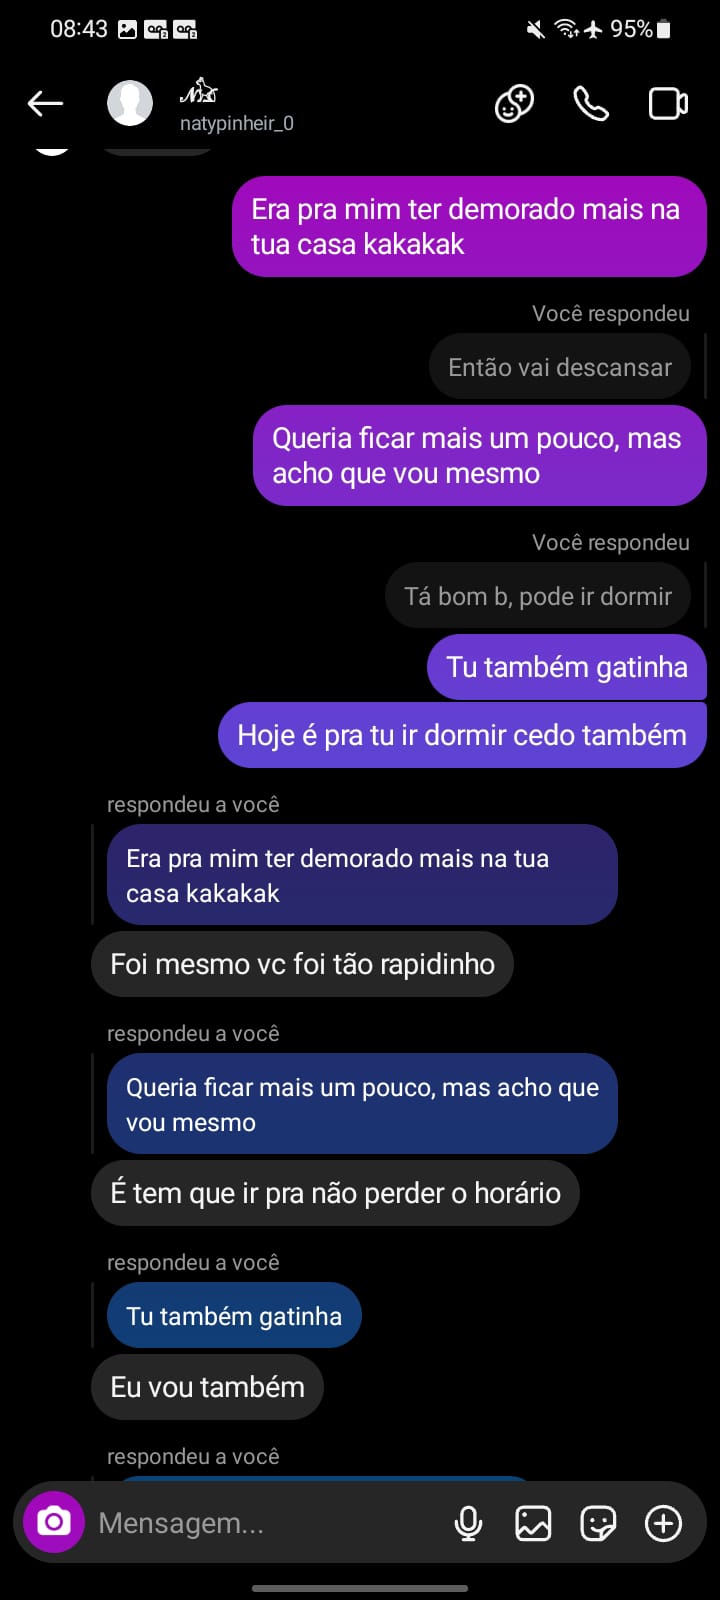 08:43
95%
natypinheir_0
Era pra mim ter demorado mais na
tua casa kakakak
Você respondeu
Então vai descansar
Queria ficar mais um pouco, mas
acho que vou mesmo
Você respondeu
Tá bom b, pode ir dormir
Tu também gatinha
Hoje é pra tu ir dormir cedo também
respondeu a você
Era pra mim ter demorado mais na tua
casa kakakak
Foi mesmo vc foi tão rapidinho
respondeu a você
Queria ficar mais um pouco, mas acho que
vou mesmo
É tem que ir pra não perder o horário
respondeu a você
Tu também gatinha
Eu vou também
respondeu a você
Mensagem...